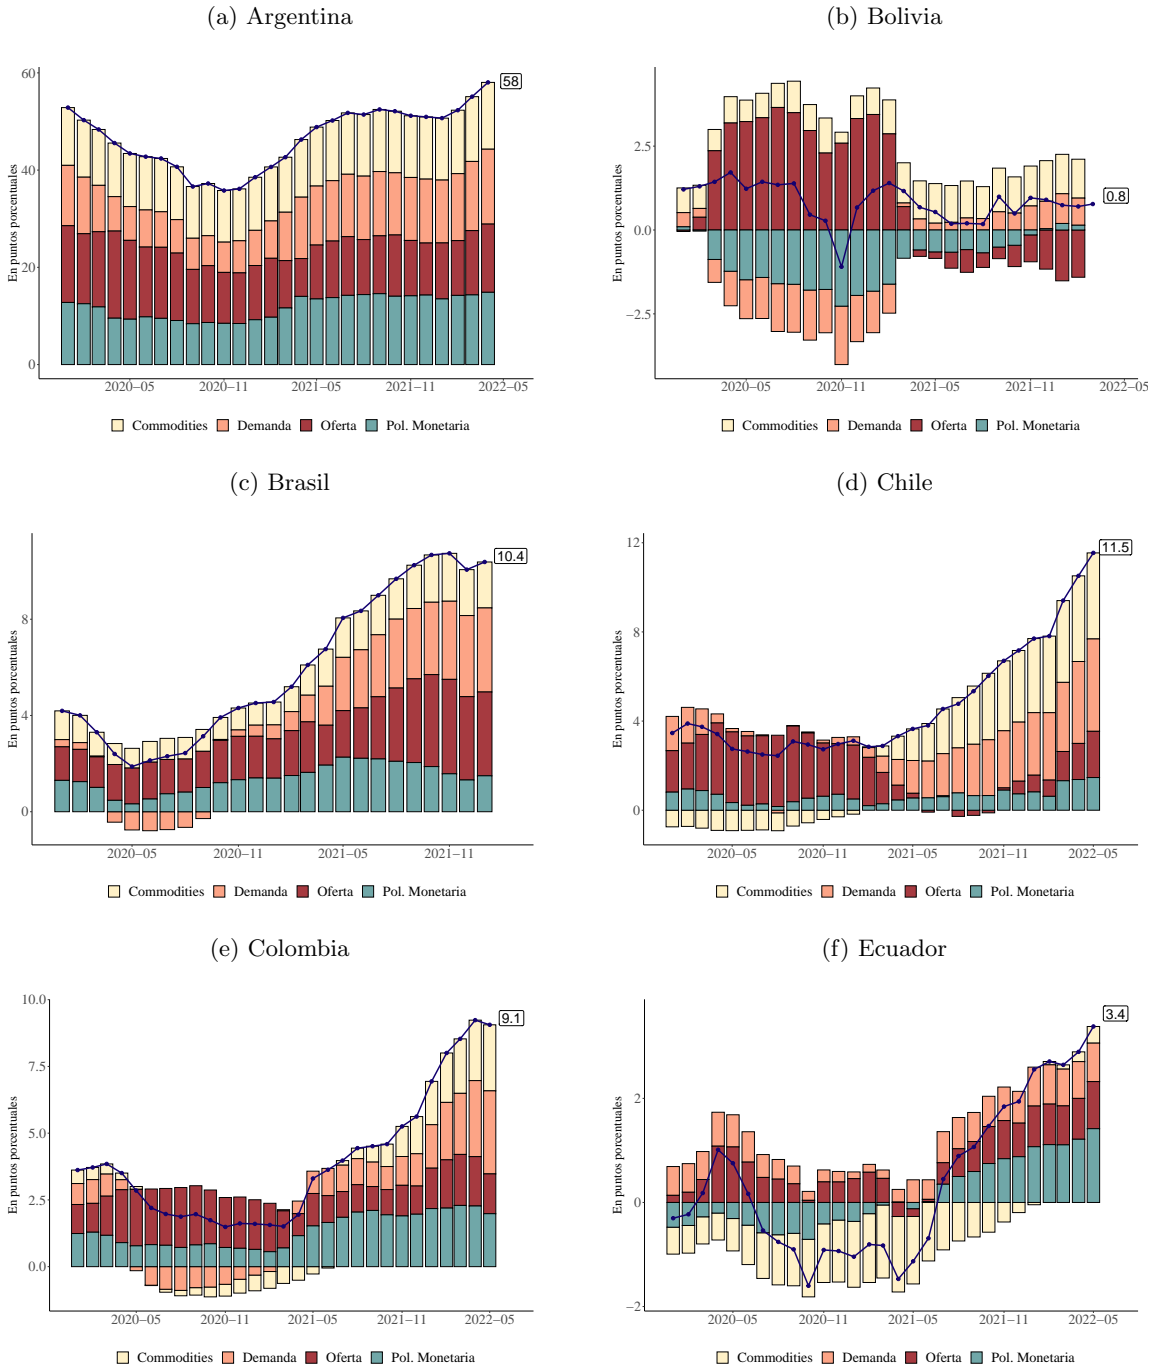 (a) Argentina
En puntos porcentuales
60
40
20
0
58
2020−05
2020−11
2021−05
2021−11
2022−05
Commodities
Demanda
Oferta
Pol. Monetaria
(b) Bolivia
En puntos porcentuales
2.5
0.0
−2.5
0.8
2020−05
2020−11
2021−05
2021−11
2022−05
Commodities
Demanda
Oferta
Pol. Monetaria
(c) Brasil
En puntos porcentuales
8
4
0
10.4
2020−05
2020−11
2021−05
2021−11
Commodities
Demanda
Oferta
Pol. Monetaria
(d) Chile
En puntos porcentuales
12
8
4
0
11.5
2020−05
2020−11
2021−05
2021−11
2022−05
Commodities
Demanda
Oferta
Pol. Monetaria
(e) Colombia
En puntos porcentuales
10.0
7.5
5.0
2.5
0.0
9.1
2020−05
2020−11
2021−05
2021−11
2022−05
Commodities
Demanda
Oferta
Pol. Monetaria
(f) Ecuador
En puntos porcentuales
2
0
−2
3.4
2020−05
2020−11
2021−05
2021−11
2022−05
Commodities
Demanda
Oferta
Pol. Monetaria